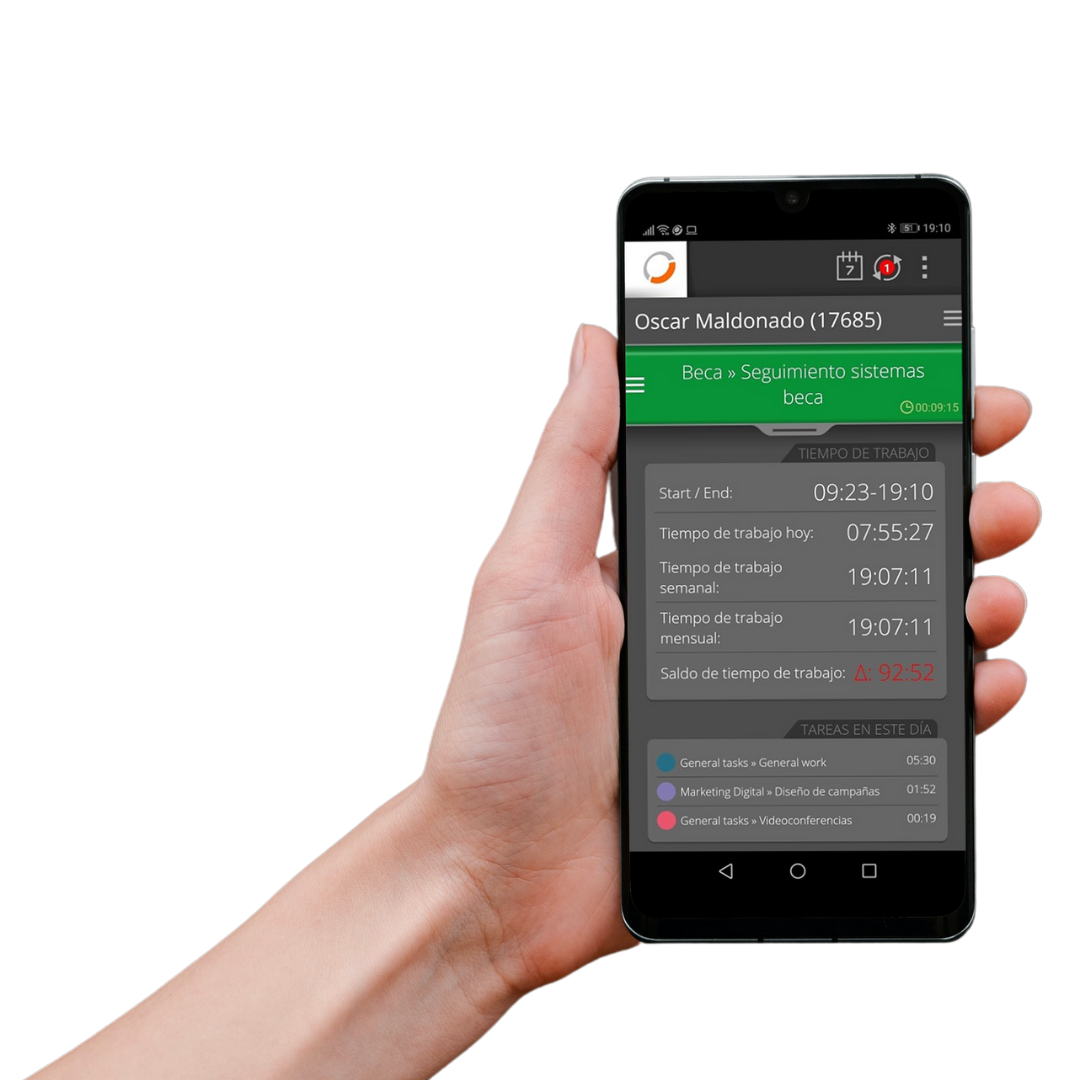 51 19:10
7
1
Oscar Maldonado (17685)
Beca » Seguimiento sistemas
beca
00:09:15
TIEMPO DE TRABAJO
Start / End: 09:23-19:10
Tiempo de trabajo hoy: 07:55:27
Tiempo de trabajo
semanal: 19:07:11
Tiempo de trabajo
mensual: 19:07:11
Saldo de tiempo de trabajo: Δ: 92:52
TAREAS EN ESTE DÍA
General tasks » General work 05:30
Marketing Digital » Diseño de campañas 01:52
General tasks » Videoconferencias 00:19